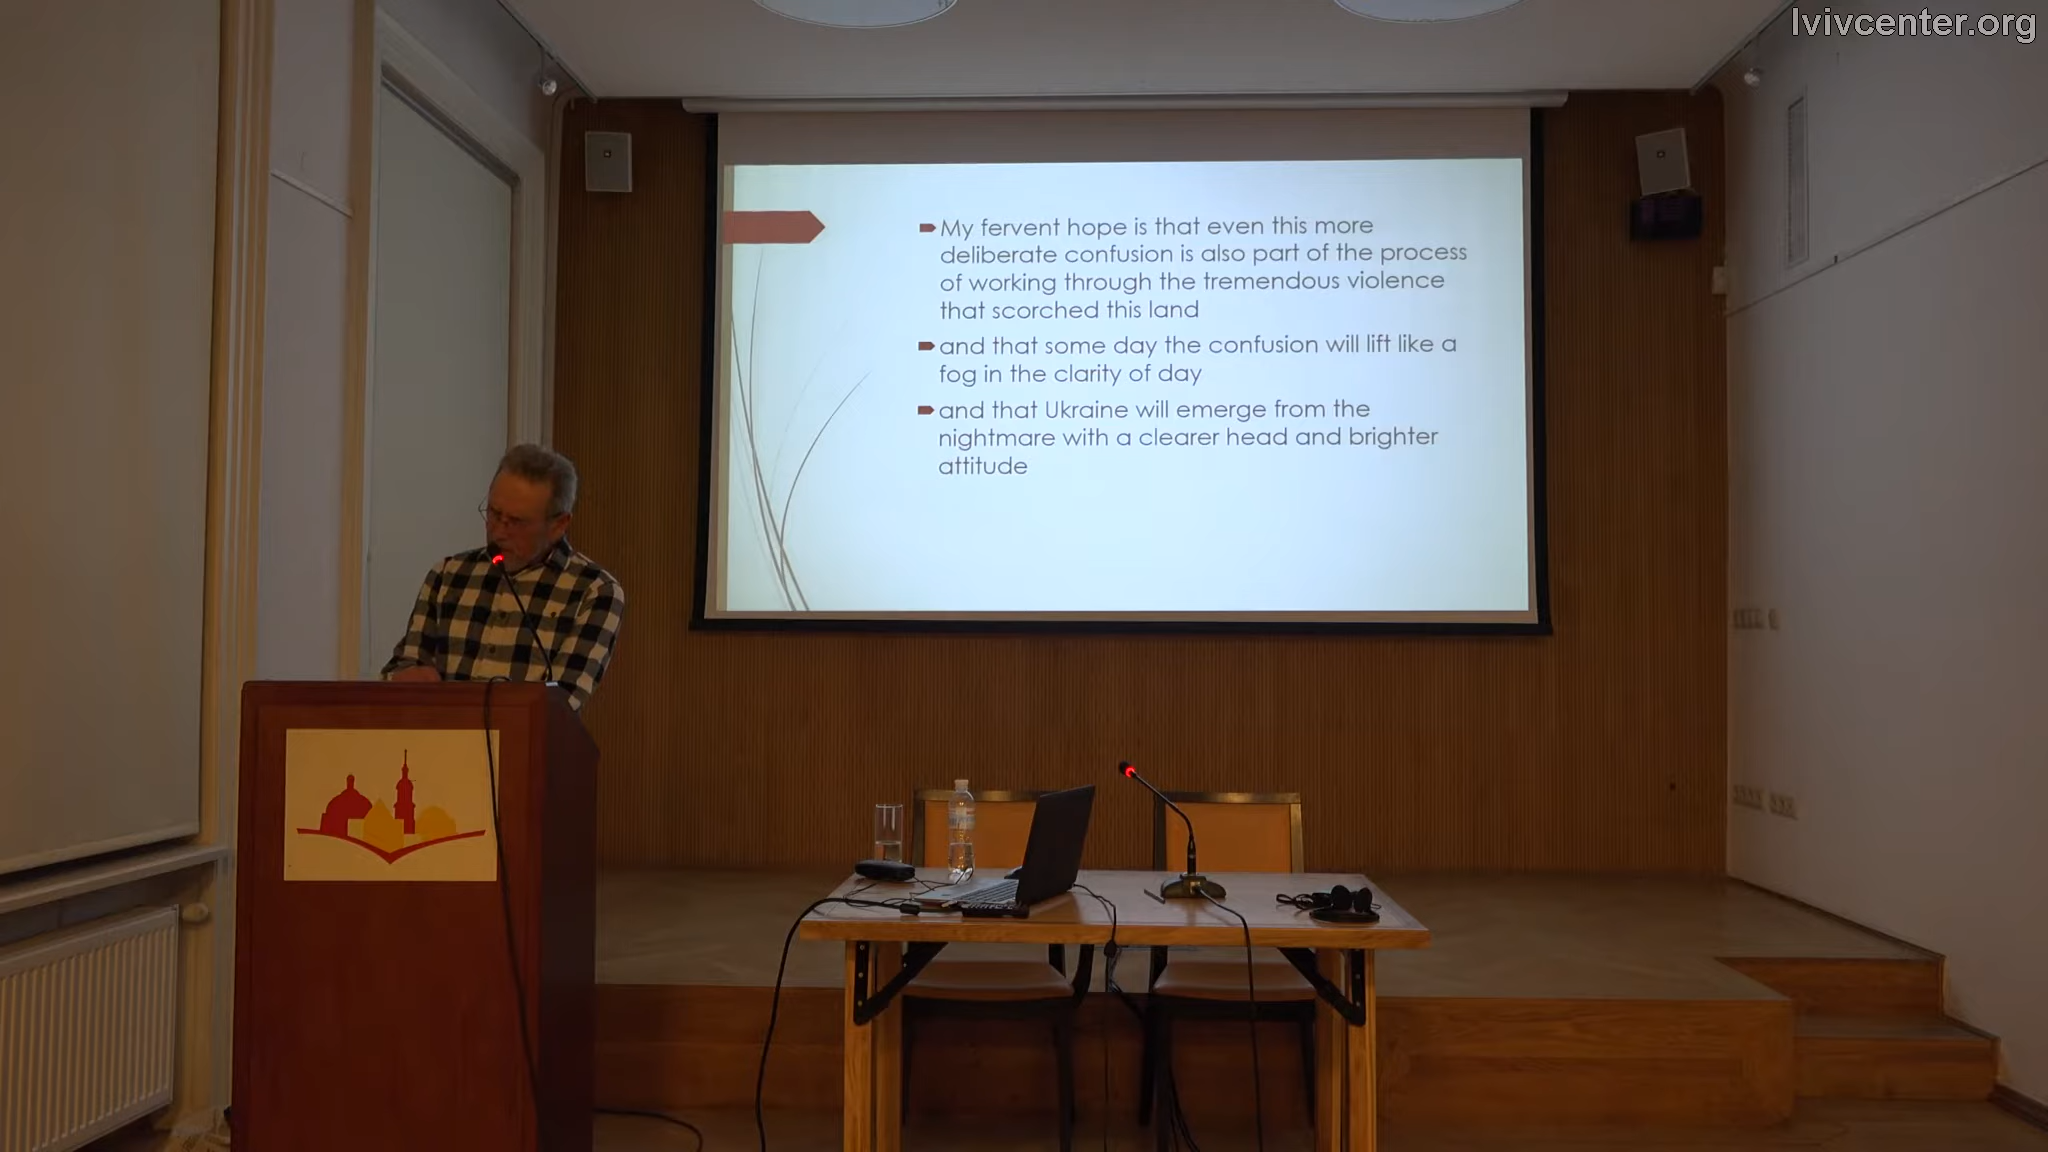 lvivcenter.org
My fervent hope is that even this more
deliberate confusion is also part of the process
of working through the tremendous violence
that scorched this land
and that some day the confusion will lift like a
fog in the clarity of day
and that Ukraine will emerge from the
nightmare with a clearer head and brighter
attitude